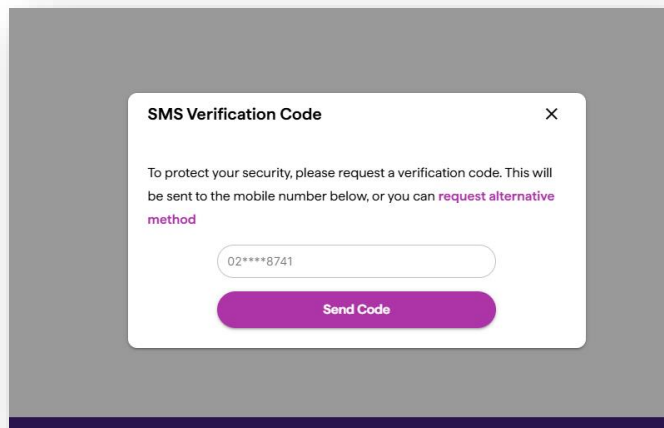 SMS Verification Code
To protect your security, please request a verification code. This will
be sent to the mobile number below, or you can request alternative
method
02****8741
Send Code